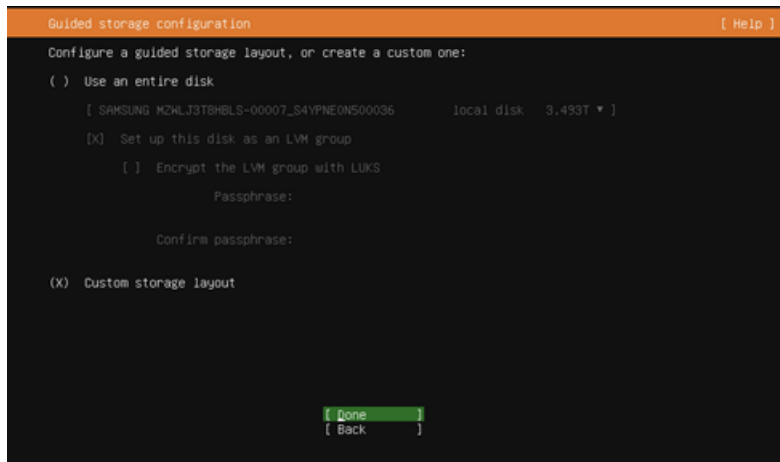 Guided storage configuration [ Help ]
Configure a guided storage layout, or create a custom one:
( ) Use an entire disk
[ SAMSUNG MZWLJ3T8HBLS-00007_S4YPNE0N500036 local disk 3.493T ▾ ]
[X] Set up this disk as an LVM group
[ ] Encrypt the LVM group with LUKS
Passphrase:
Confirm passphrase:
(X) Custom storage layout
[ Done ]
[ Back ]